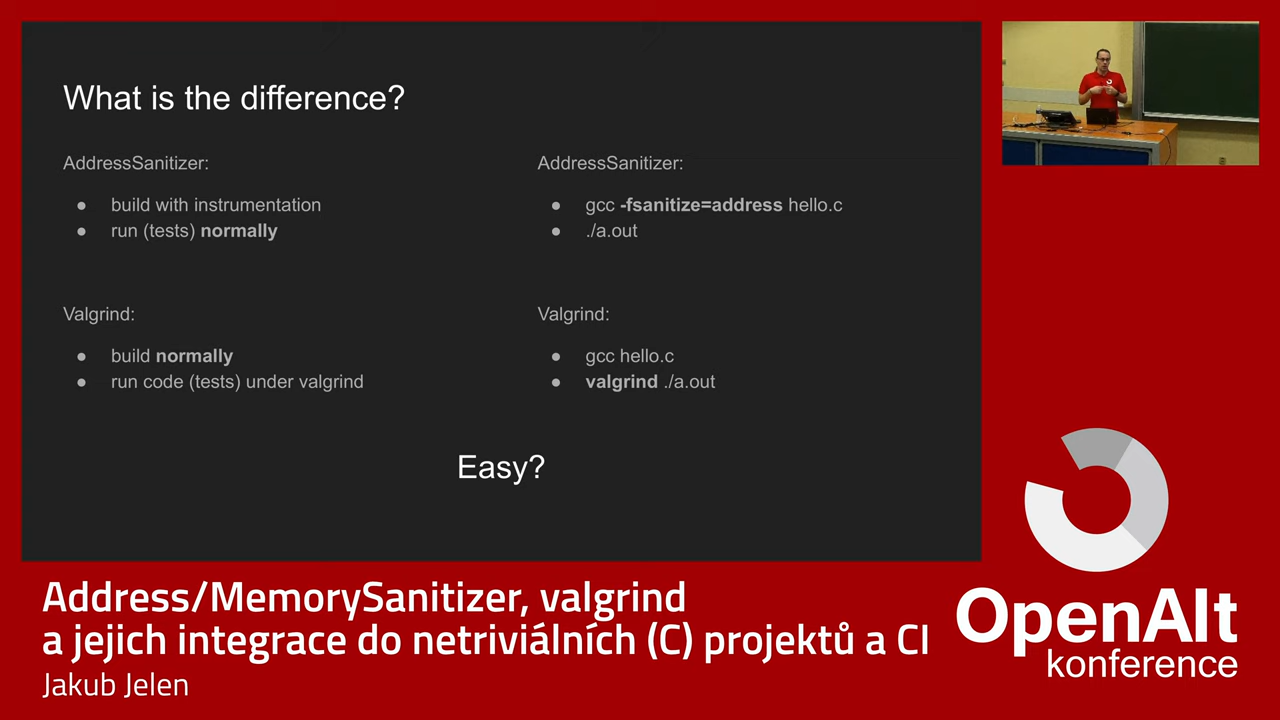 What is the difference?
AddressSanitizer:
● build with instrumentation
● run (tests) normally
Valgrind:
● build normally
● run code (tests) under valgrind
AddressSanitizer:
● gcc -fsanitize=address hello.c
● ./a.out
Valgrind:
● gcc hello.c
● valgrind ./a.out
Easy?
Address/MemorySanitizer, valgrind
a jejich integrace do netriviálních (C) projektů a CI
Jakub Jelen
OpenAlt
konference